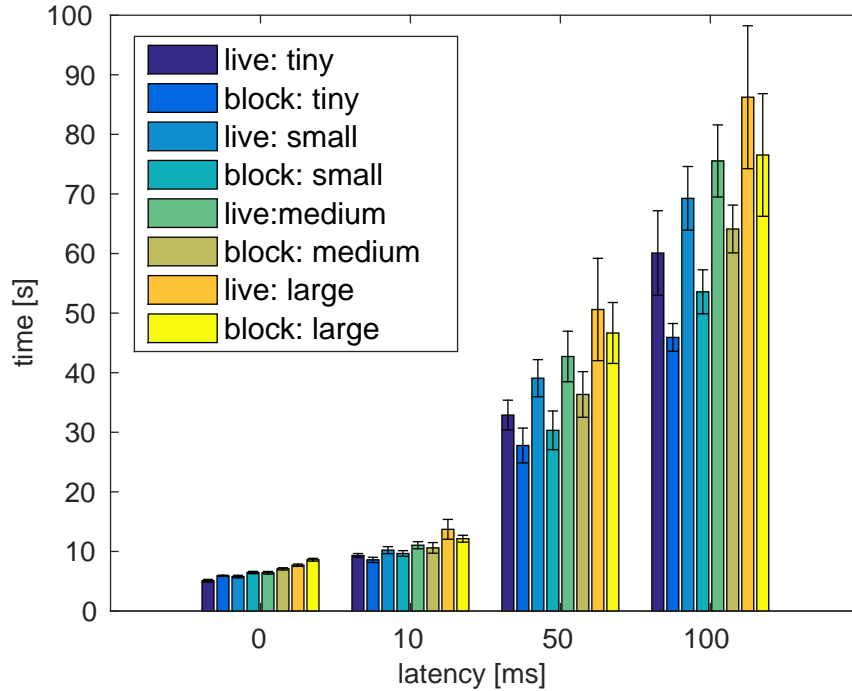 100
90
80
70
60
50
40
30
20
10
0
time [s]
live: tiny
block: tiny
live: small
block: small
live:medium
block: medium
live: large
block: large
0 10 50 100
latency [ms]